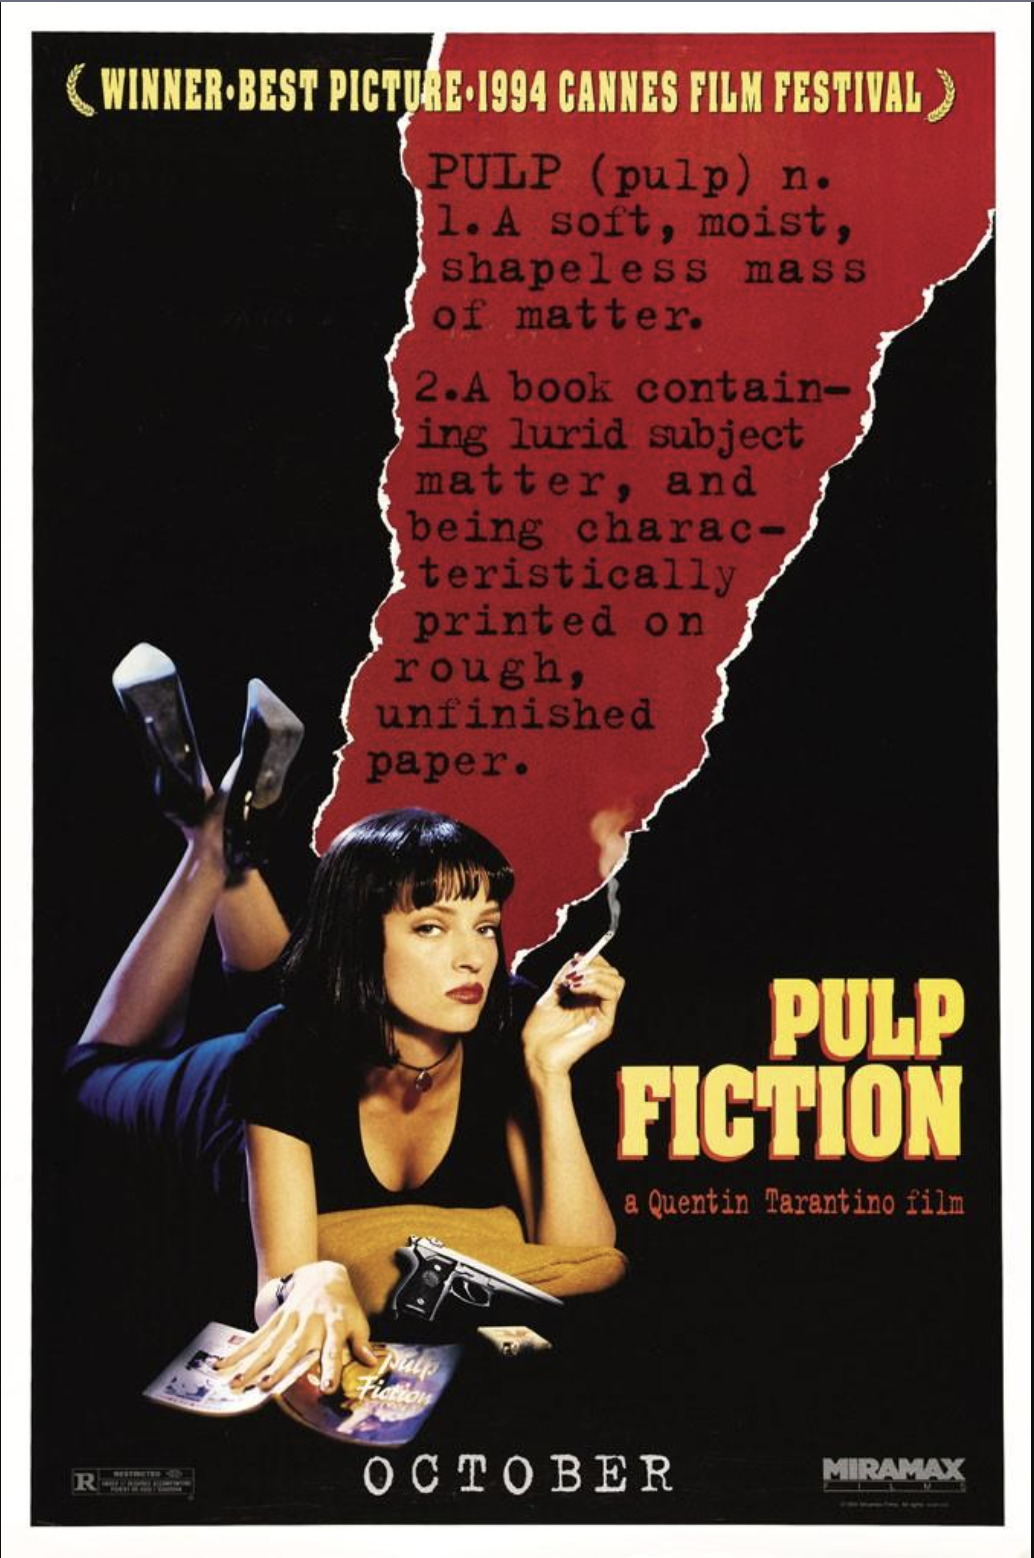 WINNER•BEST PICTURE•1994 CANNES FILM FESTIVAL
PULP (pulp) n.
1.A soft, moist,
shapeless mass
of matter.
2.A book contain-
ing lurid subject
matter, and
being charac-
teristically
printed on
rough,
unfinished
paper.
PULP
FICTION
a Quentin Tarantino film
Pulp
Fiction
OCTOBER
R
RESTRICTED
MIRAMAX
FILMS